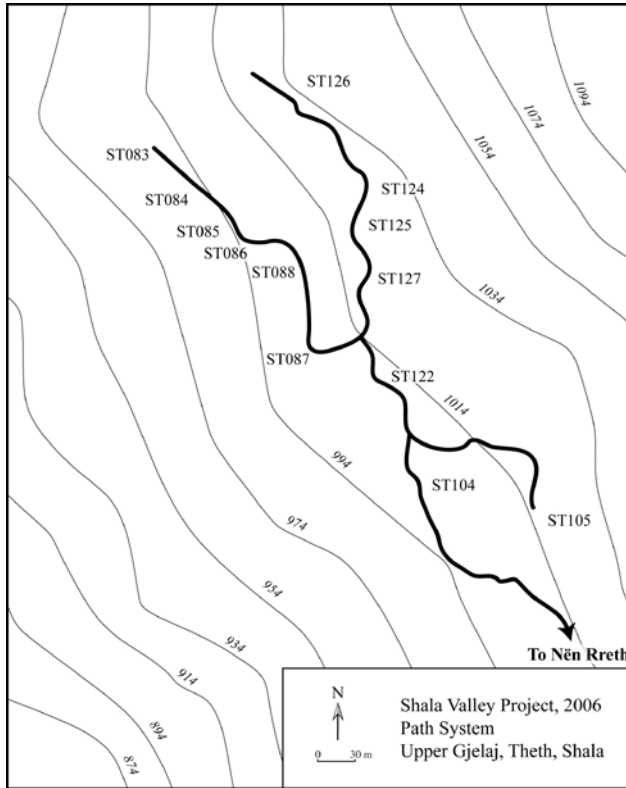 ST126
1094
1074
1054
ST083
ST084
ST124
ST085
ST125
ST086
ST088
ST127
1034
ST087
ST122
1014
994
ST104
ST105
974
954
934
To Nën Rreth
914
894
874
N
0 30 m
Shala Valley Project, 2006
Path System
Upper Gjelaj, Theth, Shala